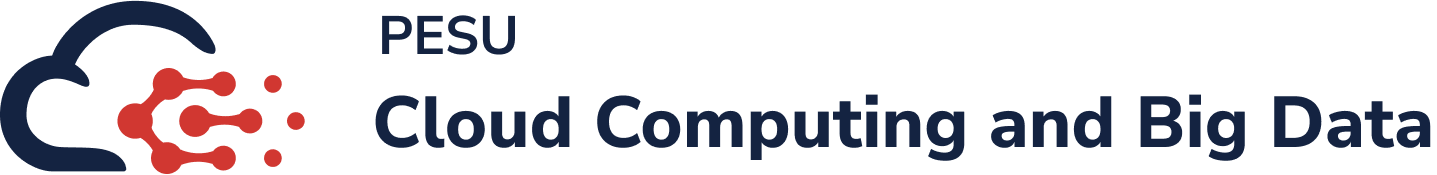 PESU
Cloud Computing and Big Data